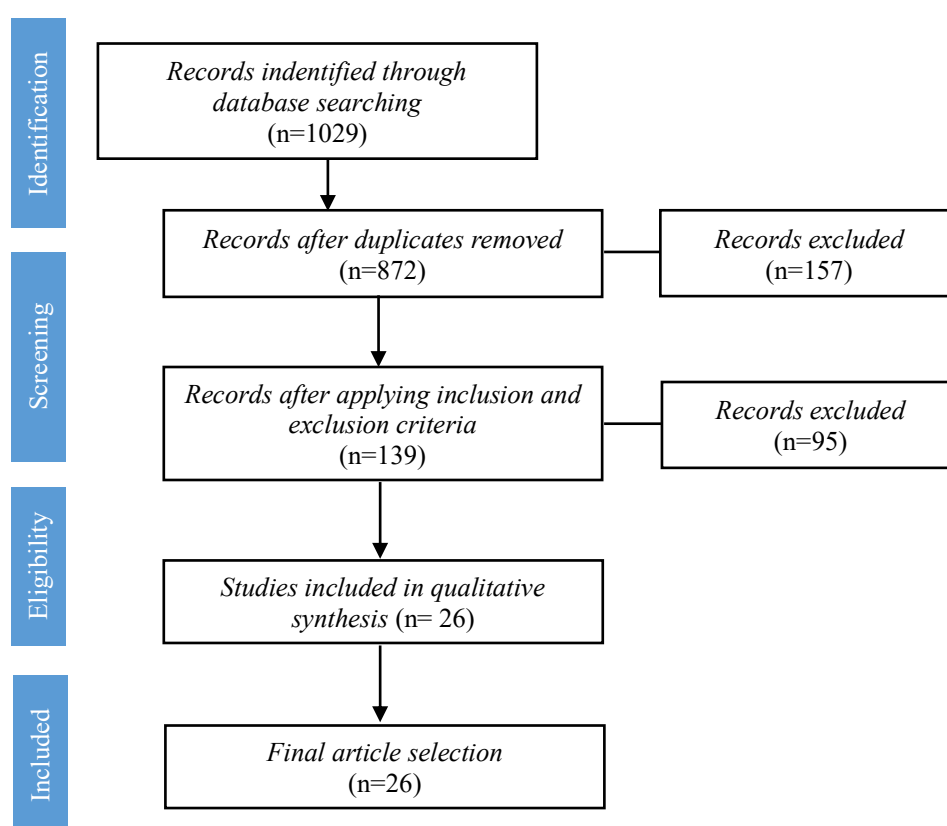 Identification
Records indentified through
database searching
(n=1029)
Records after duplicates removed
(n=872)
Records excluded
(n=157)
Screening
Records after applying inclusion and
exclusion criteria
(n=139)
Records excluded
(n=95)
Eligibility
Studies included in qualitative
synthesis (n= 26)
Included
Final article selection
(n=26)